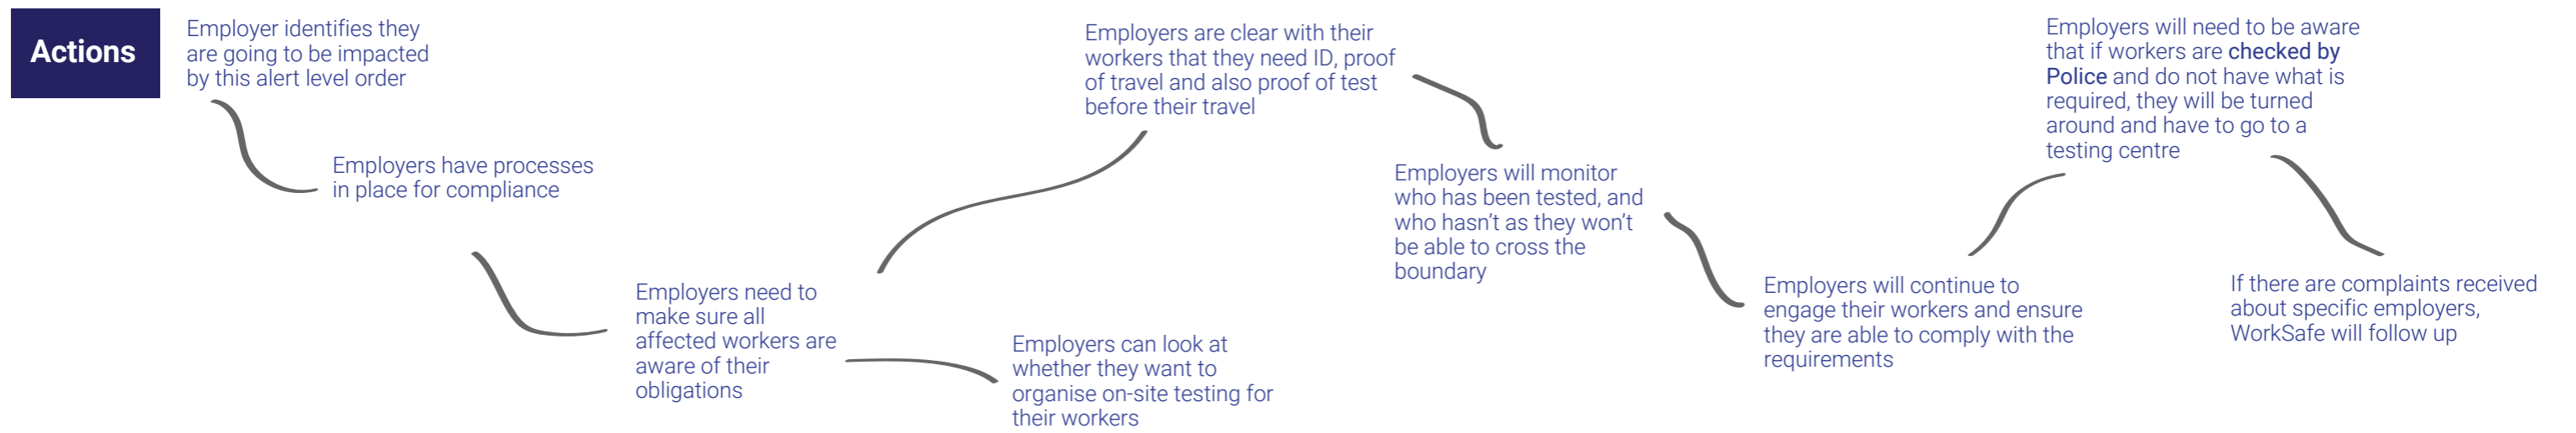 Actions
Employer identifies they
are going to be impacted
by this alert level order
Employers have processes
in place for compliance
Employers need to
make sure all
affected workers are
aware of their
obligations
Employers can look at
whether they want to
organise on-site testing for
their workers
Employers are clear with their
workers that they need ID, proof
of travel and also proof of test
before their travel
Employers will monitor
who has been tested, and
who hasn’t as they won’t
be able to cross the
boundary
Employers will continue to
engage their workers and ensure
they are able to comply with the
requirements
Employers will need to be aware
that if workers are checked by
Police and do not have what is
required, they will be turned
around and have to go to a
testing centre
If there are complaints received
about specific employers,
WorkSafe will follow up